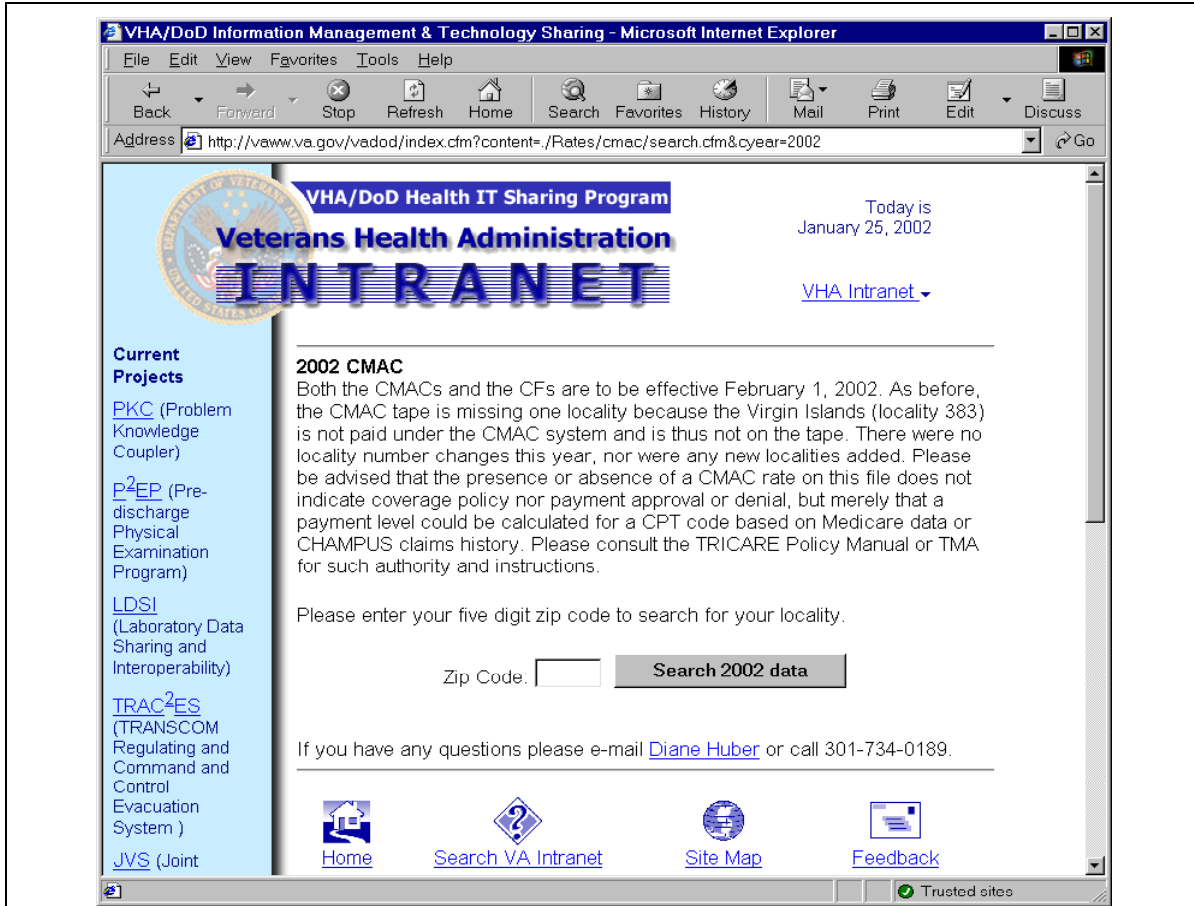 VHA/DoD Information Management & Technology Sharing - Microsoft Internet Explorer
File Edit View Favorites Tools Help
Back Forward Stop Refresh Home Search Favorites History Mail Print Edit Discuss
Address http://vaww.va.gov/vadod/index.cfm?content=./Rates/cmac/search.cfm&cyear=2002 Go
VHA/DoD Health IT Sharing Program
Veterans Health Administration
INTRANET
Today is
January 25, 2002
VHA Intranet
Current
Projects
PKC (Problem
Knowledge
Coupler)
P2EP (Pre-
discharge
Physical
Examination
Program)
LDSI
(Laboratory Data
Sharing and
Interoperability)
TRAC2ES
(TRANSCOM
Regulating and
Command and
Control
Evacuation
System )
JVS (Joint
2002 CMAC
Both the CMACs and the CFs are to be effective February 1, 2002. As before,
the CMAC tape is missing one locality because the Virgin Islands (locality 383)
is not paid under the CMAC system and is thus not on the tape. There were no
locality number changes this year, nor were any new localities added. Please
be advised that the presence or absence of a CMAC rate on this file does not
indicate coverage policy nor payment approval or denial, but merely that a
payment level could be calculated for a CPT code based on Medicare data or
CHAMPUS claims history. Please consult the TRICARE Policy Manual or TMA
for such authority and instructions.
Please enter your five digit zip code to search for your locality.
Zip Code: Search 2002 data
If you have any questions please e-mail Diane Huber or call 301-734-0189.
Home Search VA Intranet Site Map Feedback
Trusted sites